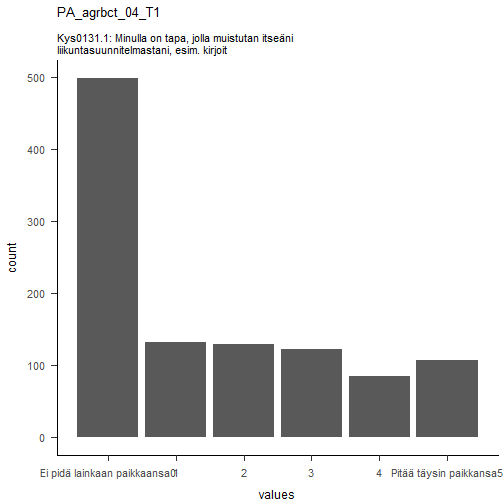 PA_agrbct_04_T1
Kys0131.1: Minulla on tapa, jolla muistutan itseäni
liikuntasuunnitelmastani, esim. kirjoit
500
400
300
200
100
0
count
Ei pidä lainkaan paikkaansa0 1 2 3 4 Pitää täysin paikkansa5
values